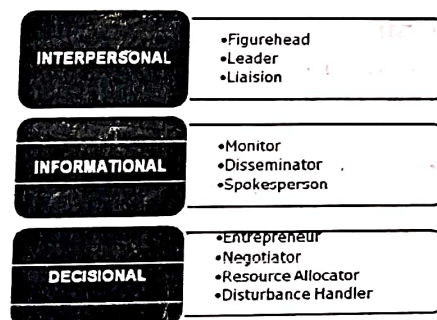 INTERPERSONAL
•Figurehead
•Leader
•Liaision
INFORMATIONAL
•Monitor
•Disseminator
•Spokesperson
DECISIONAL
•Entrepreneur
•Negotiator
•Resource Allocator
•Disturbance Handler